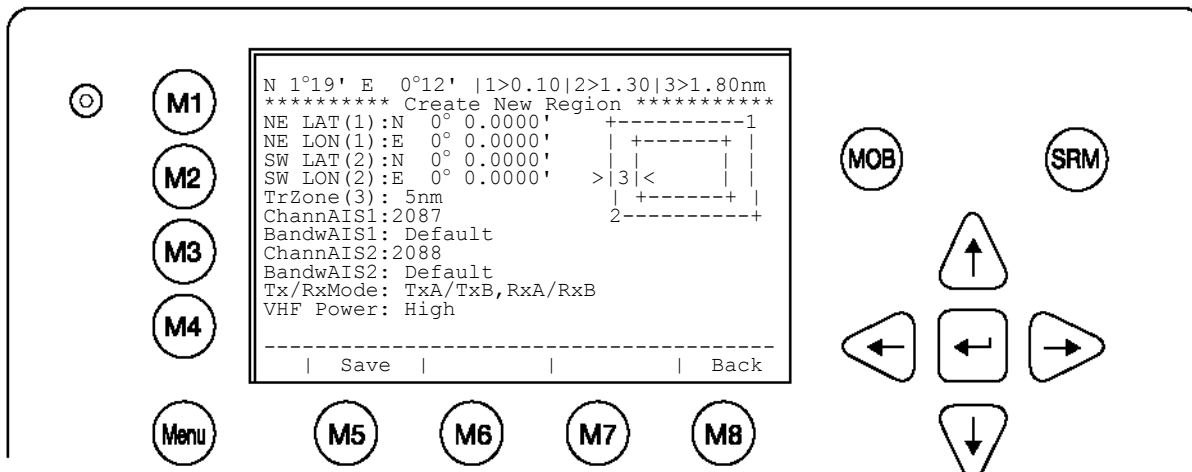 N 1°19' E  0°12' |1>0.10|2>1.30|3>1.80nm
********** Create New Region ***********
NE LAT(1):N  0° 0.0000'    +----------1
NE LON(1):E  0° 0.0000'    | +------+ |
SW LAT(2):N  0° 0.0000'    | |      | |
SW LON(2):E  0° 0.0000'   >|3|<     | |
TrZone(3): 5nm             | +------+ |
ChannAIS1:2087             2----------+
BandwAIS1: Default
ChannAIS2:2088
BandwAIS2: Default
Tx/RxMode: TxA/TxB,RxA/RxB
VHF Power: High
----------------------------------------
| Save | | | Back
M1
M2
M3
M4
MOB
SRM
Menu
M5
M6
M7
M8